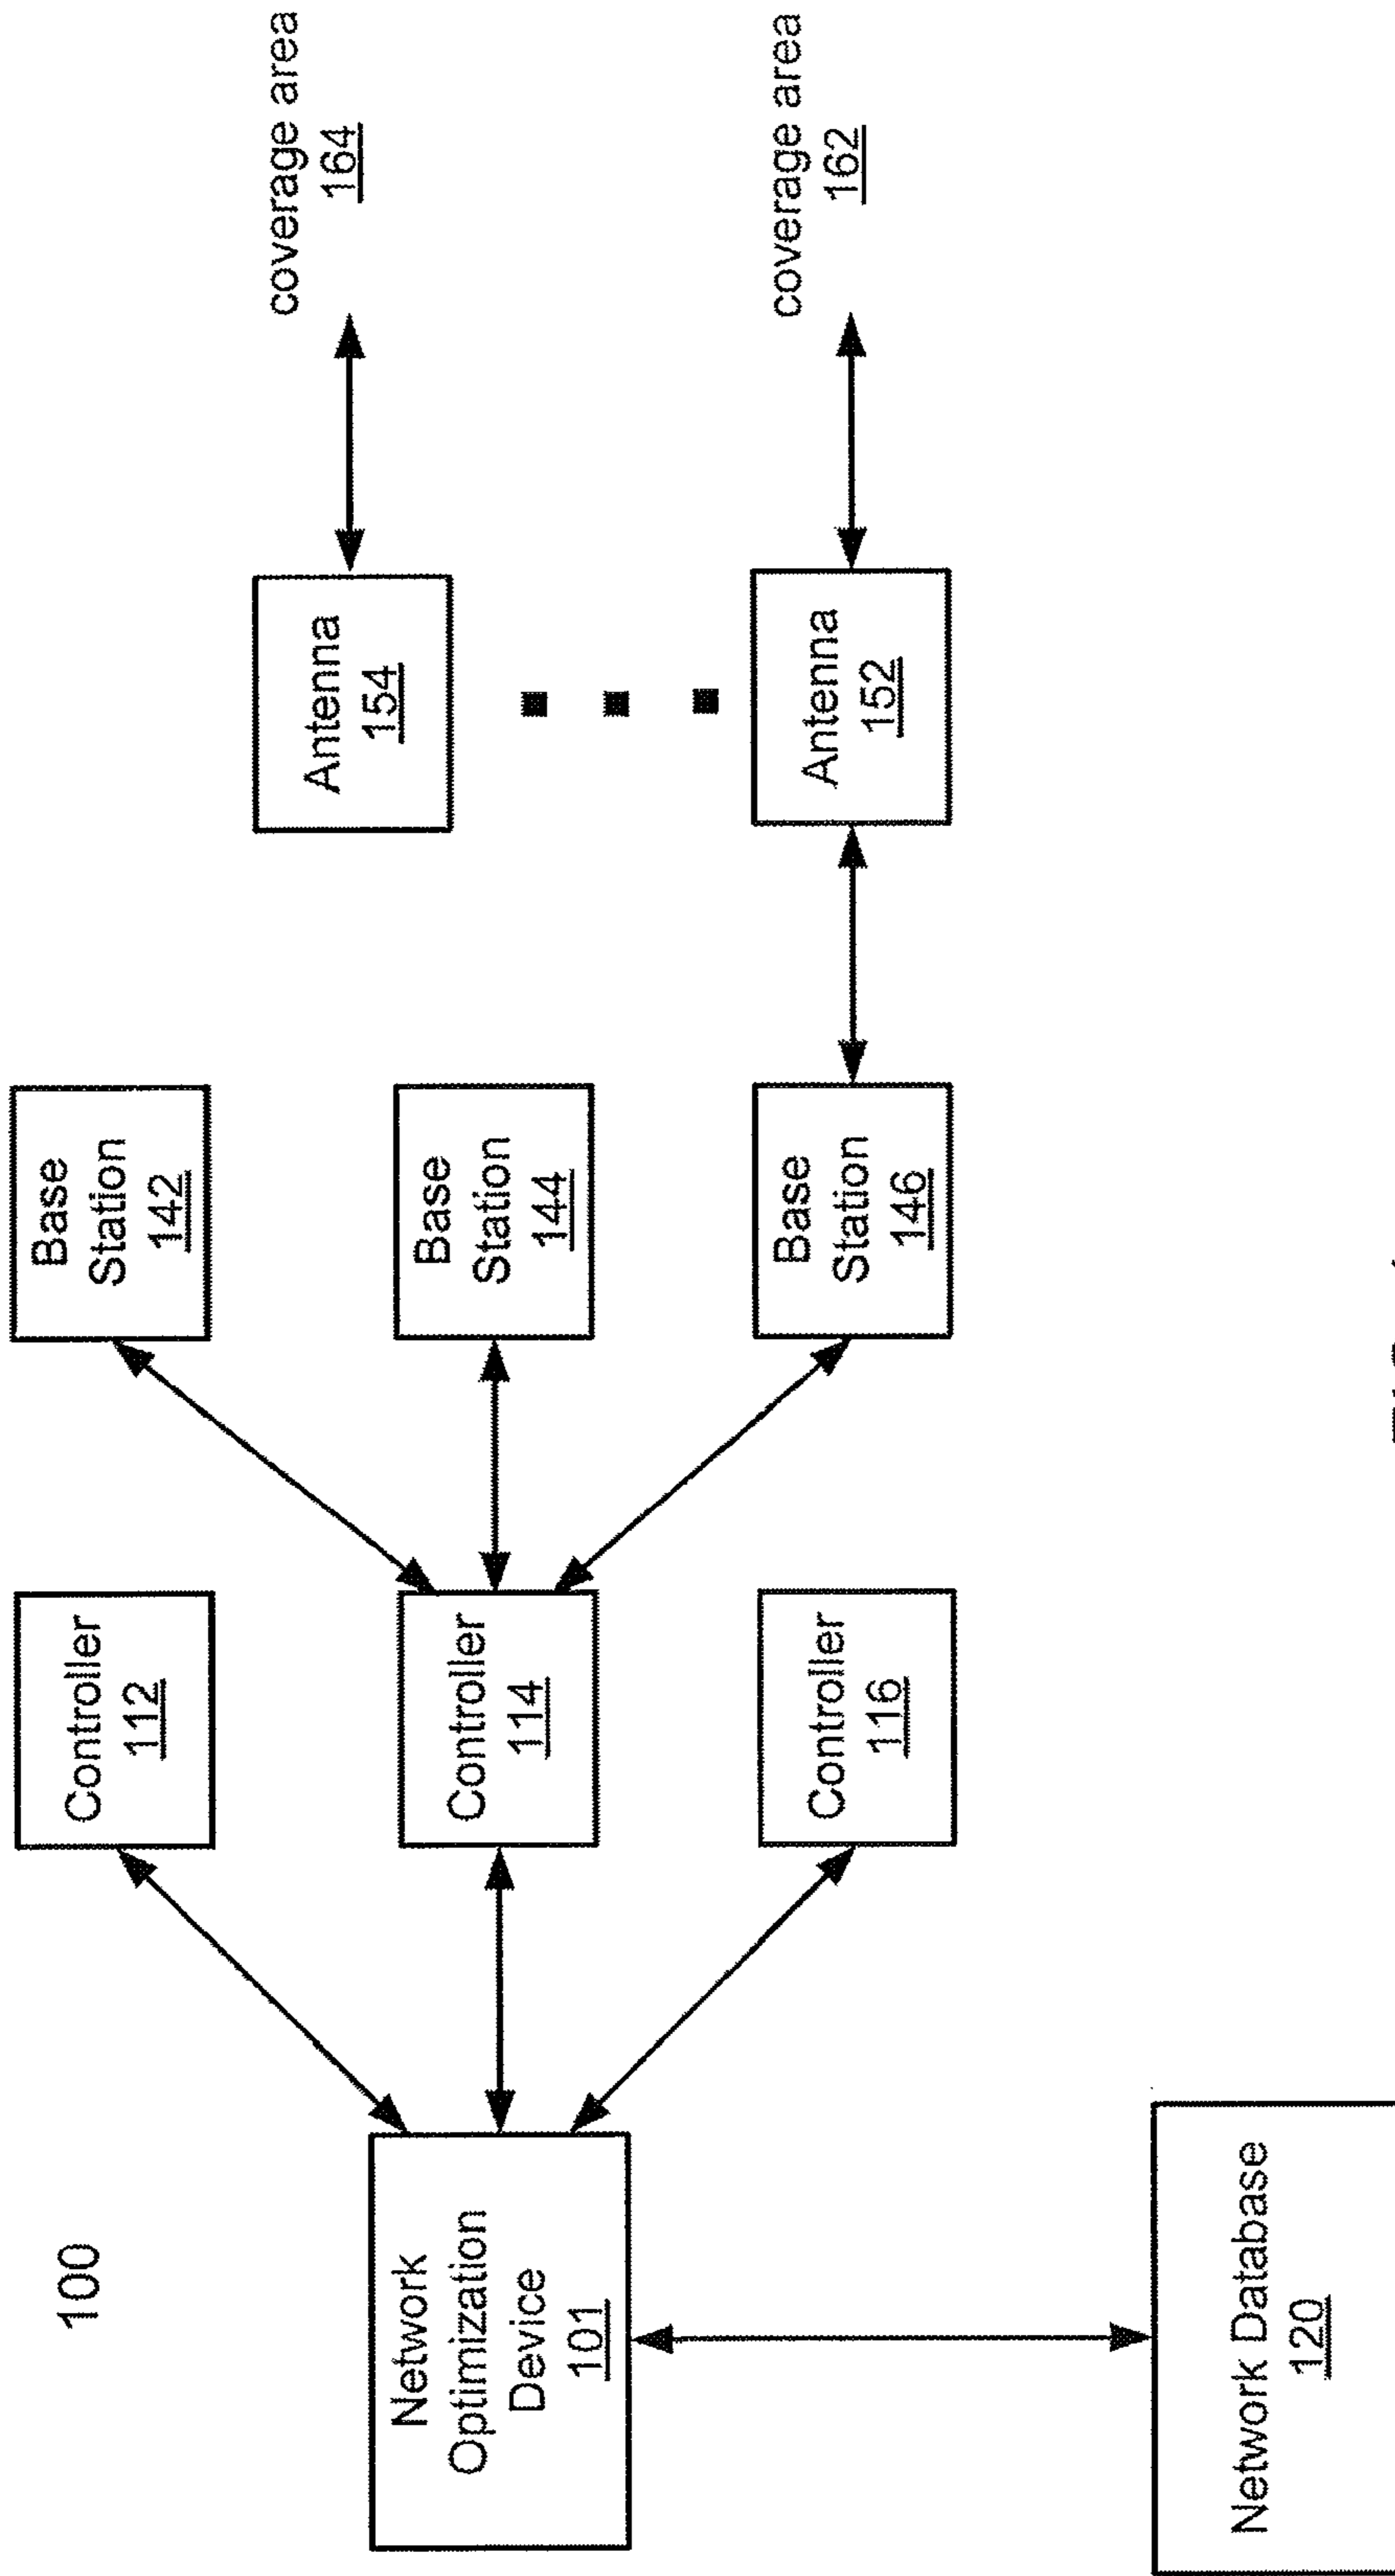 100
Network
Optimization
Device
101
Network Database
120
Controller
112
Controller
114
Controller
116
Base
Station
142
Base
Station
144
Base
Station
146
Antenna
154
Antenna
152
coverage area
164
coverage area
162